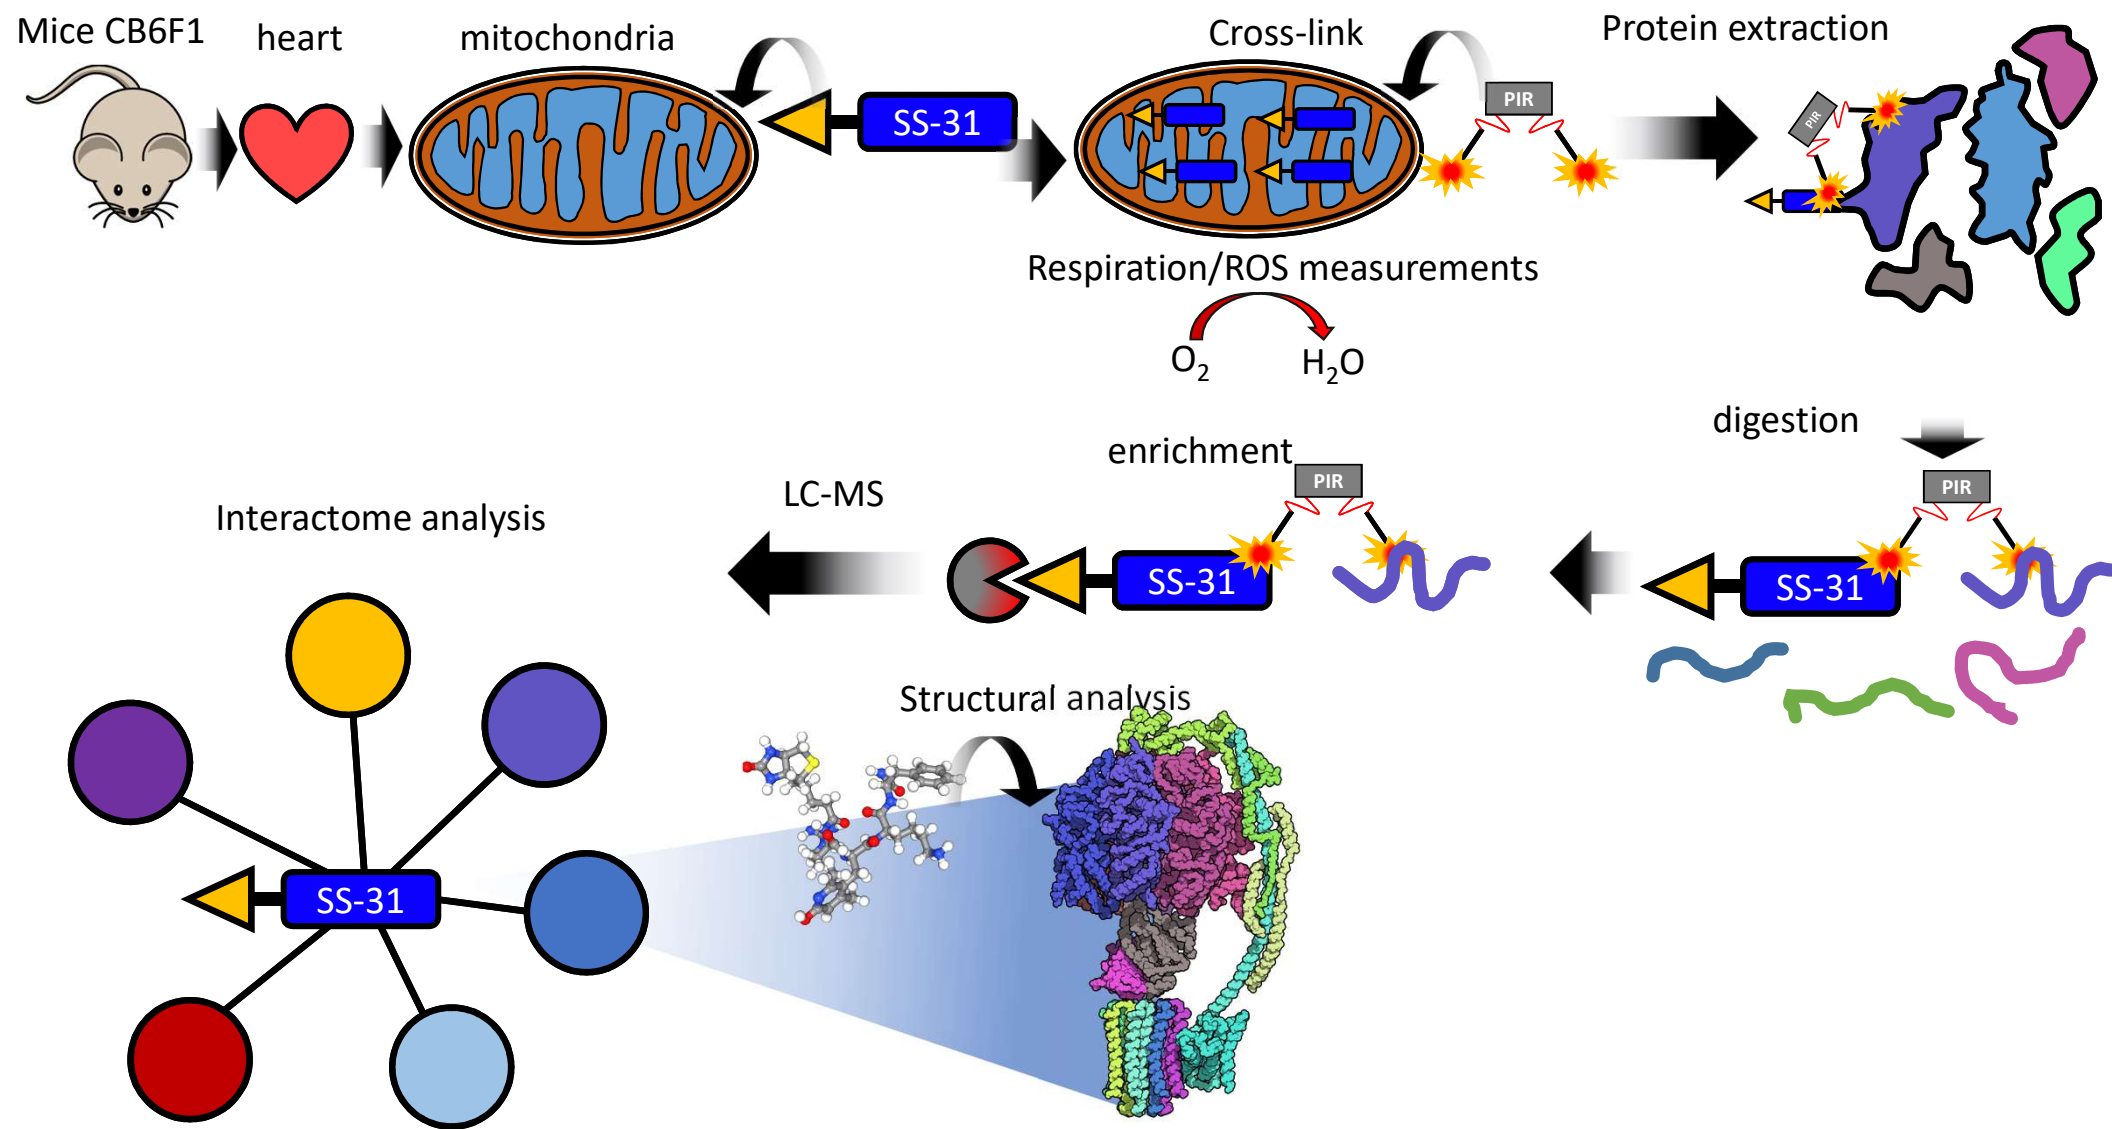 Mice CB6F1
heart
mitochondria
SS-31
Cross-link
PIR
Protein extraction
PIR
Respiration/ROS measurements
O2
H2O
digestion
PIR
SS-31
enrichment
PIR
SS-31
LC-MS
Interactome analysis
SS-31
Structural analysis